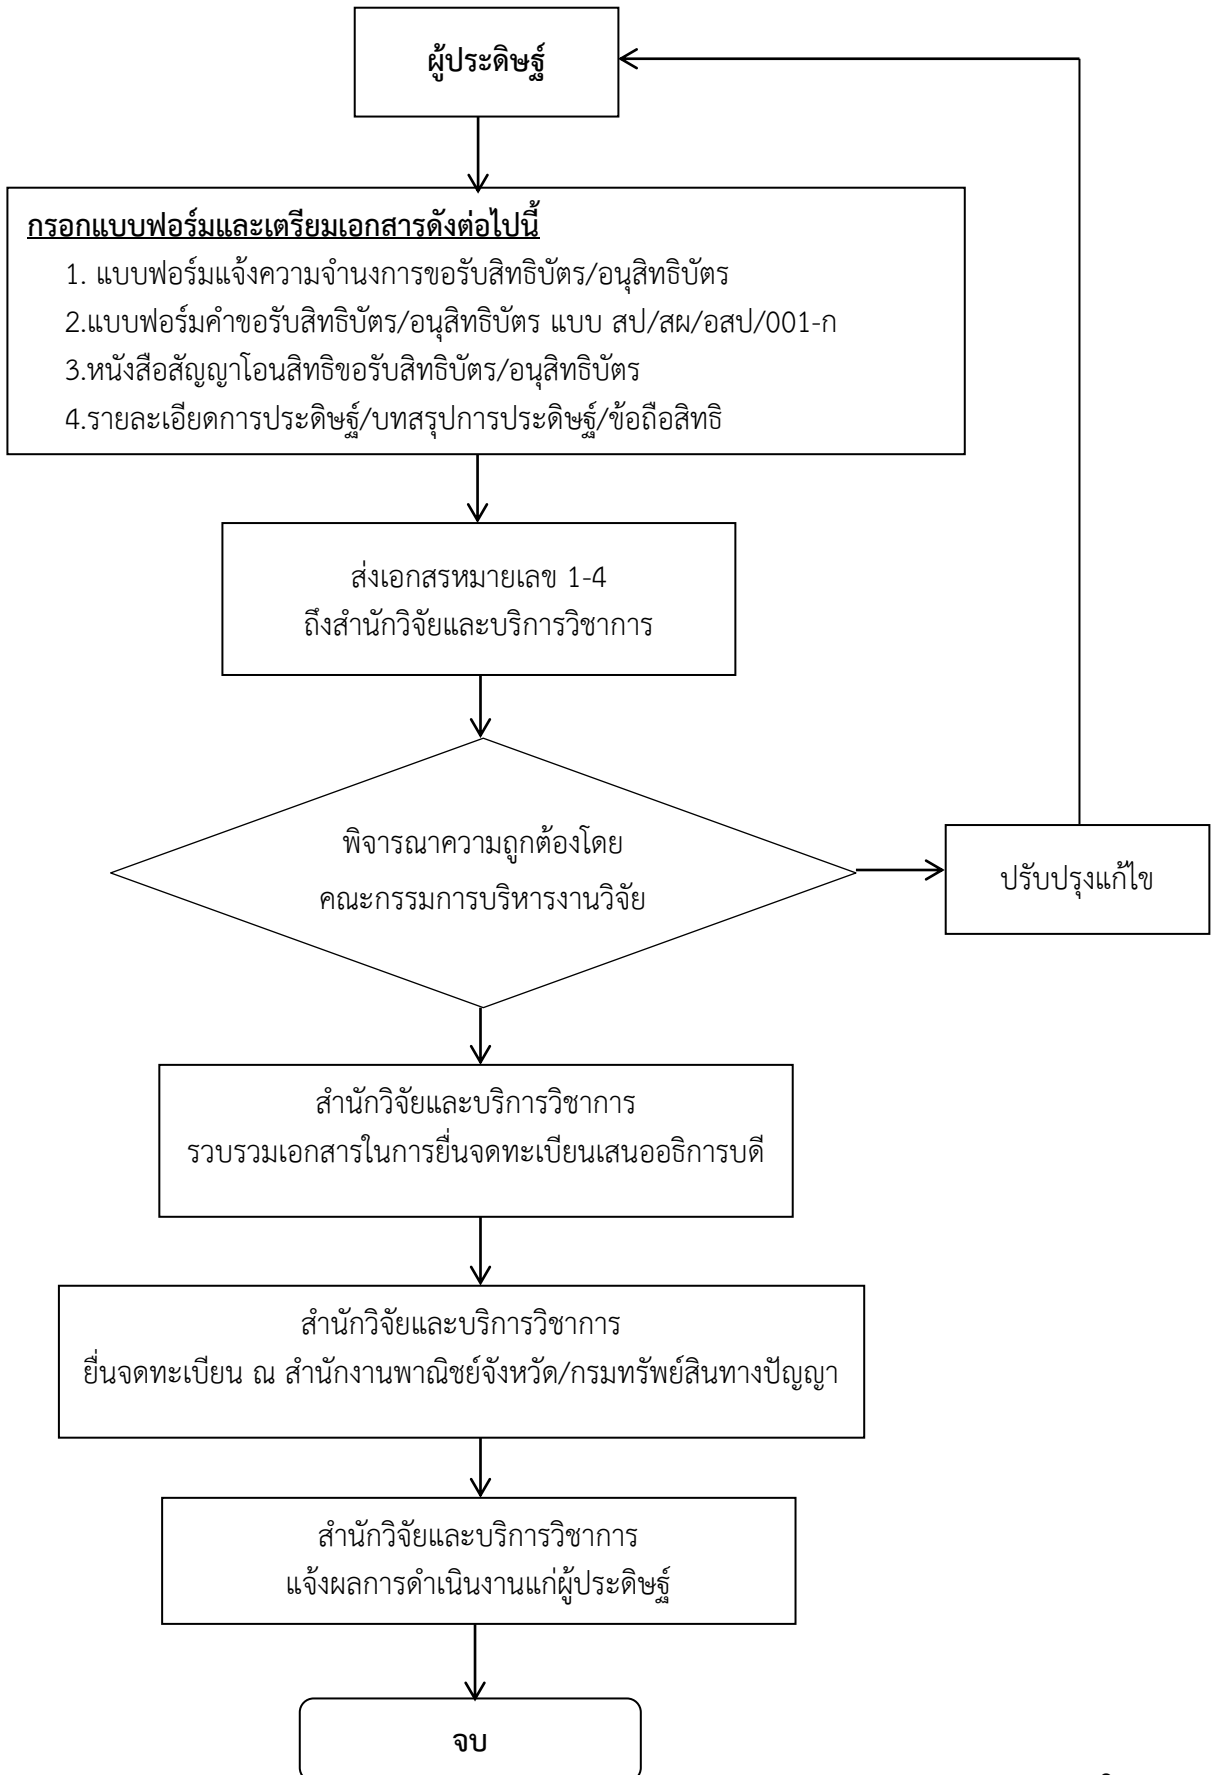 ผู้ประดิษฐ์
กรอกแบบฟอร์มและเตรียมเอกสารดังต่อไปนี้
1. แบบฟอร์มแจ้งความจำนงการขอรับสิทธิบัตร/อนุสิทธิบัตร
2.แบบฟอร์มคำขอรับสิทธิบัตร/อนุสิทธิบัตร แบบ สป/สผ/อสป/001-ก
3.หนังสือสัญญาโอนสิทธิขอรับสิทธิบัตร/อนุสิทธิบัตร
4.รายละเอียดการประดิษฐ์/บทสรุปการประดิษฐ์/ข้อถือสิทธิ
ส่งเอกสรหมายเลข 1-4
ถึงสำนักวิจัยและบริการวิชาการ
พิจารณาความถูกต้องโดย
คณะกรรมการบริหารงานวิจัย
ปรับปรุงแก้ไข
สำนักวิจัยและบริการวิชาการ
รวบรวมเอกสารในการยื่นจดทะเบียนเสนออธิการบดี
สำนักวิจัยและบริการวิชาการ
ยื่นจดทะเบียน ณ สำนักงานพาณิชย์จังหวัด/กรมทรัพย์สินทางปัญญา
สำนักวิจัยและบริการวิชาการ
แจ้งผลการดำเนินงานแก่ผู้ประดิษฐ์
จบ